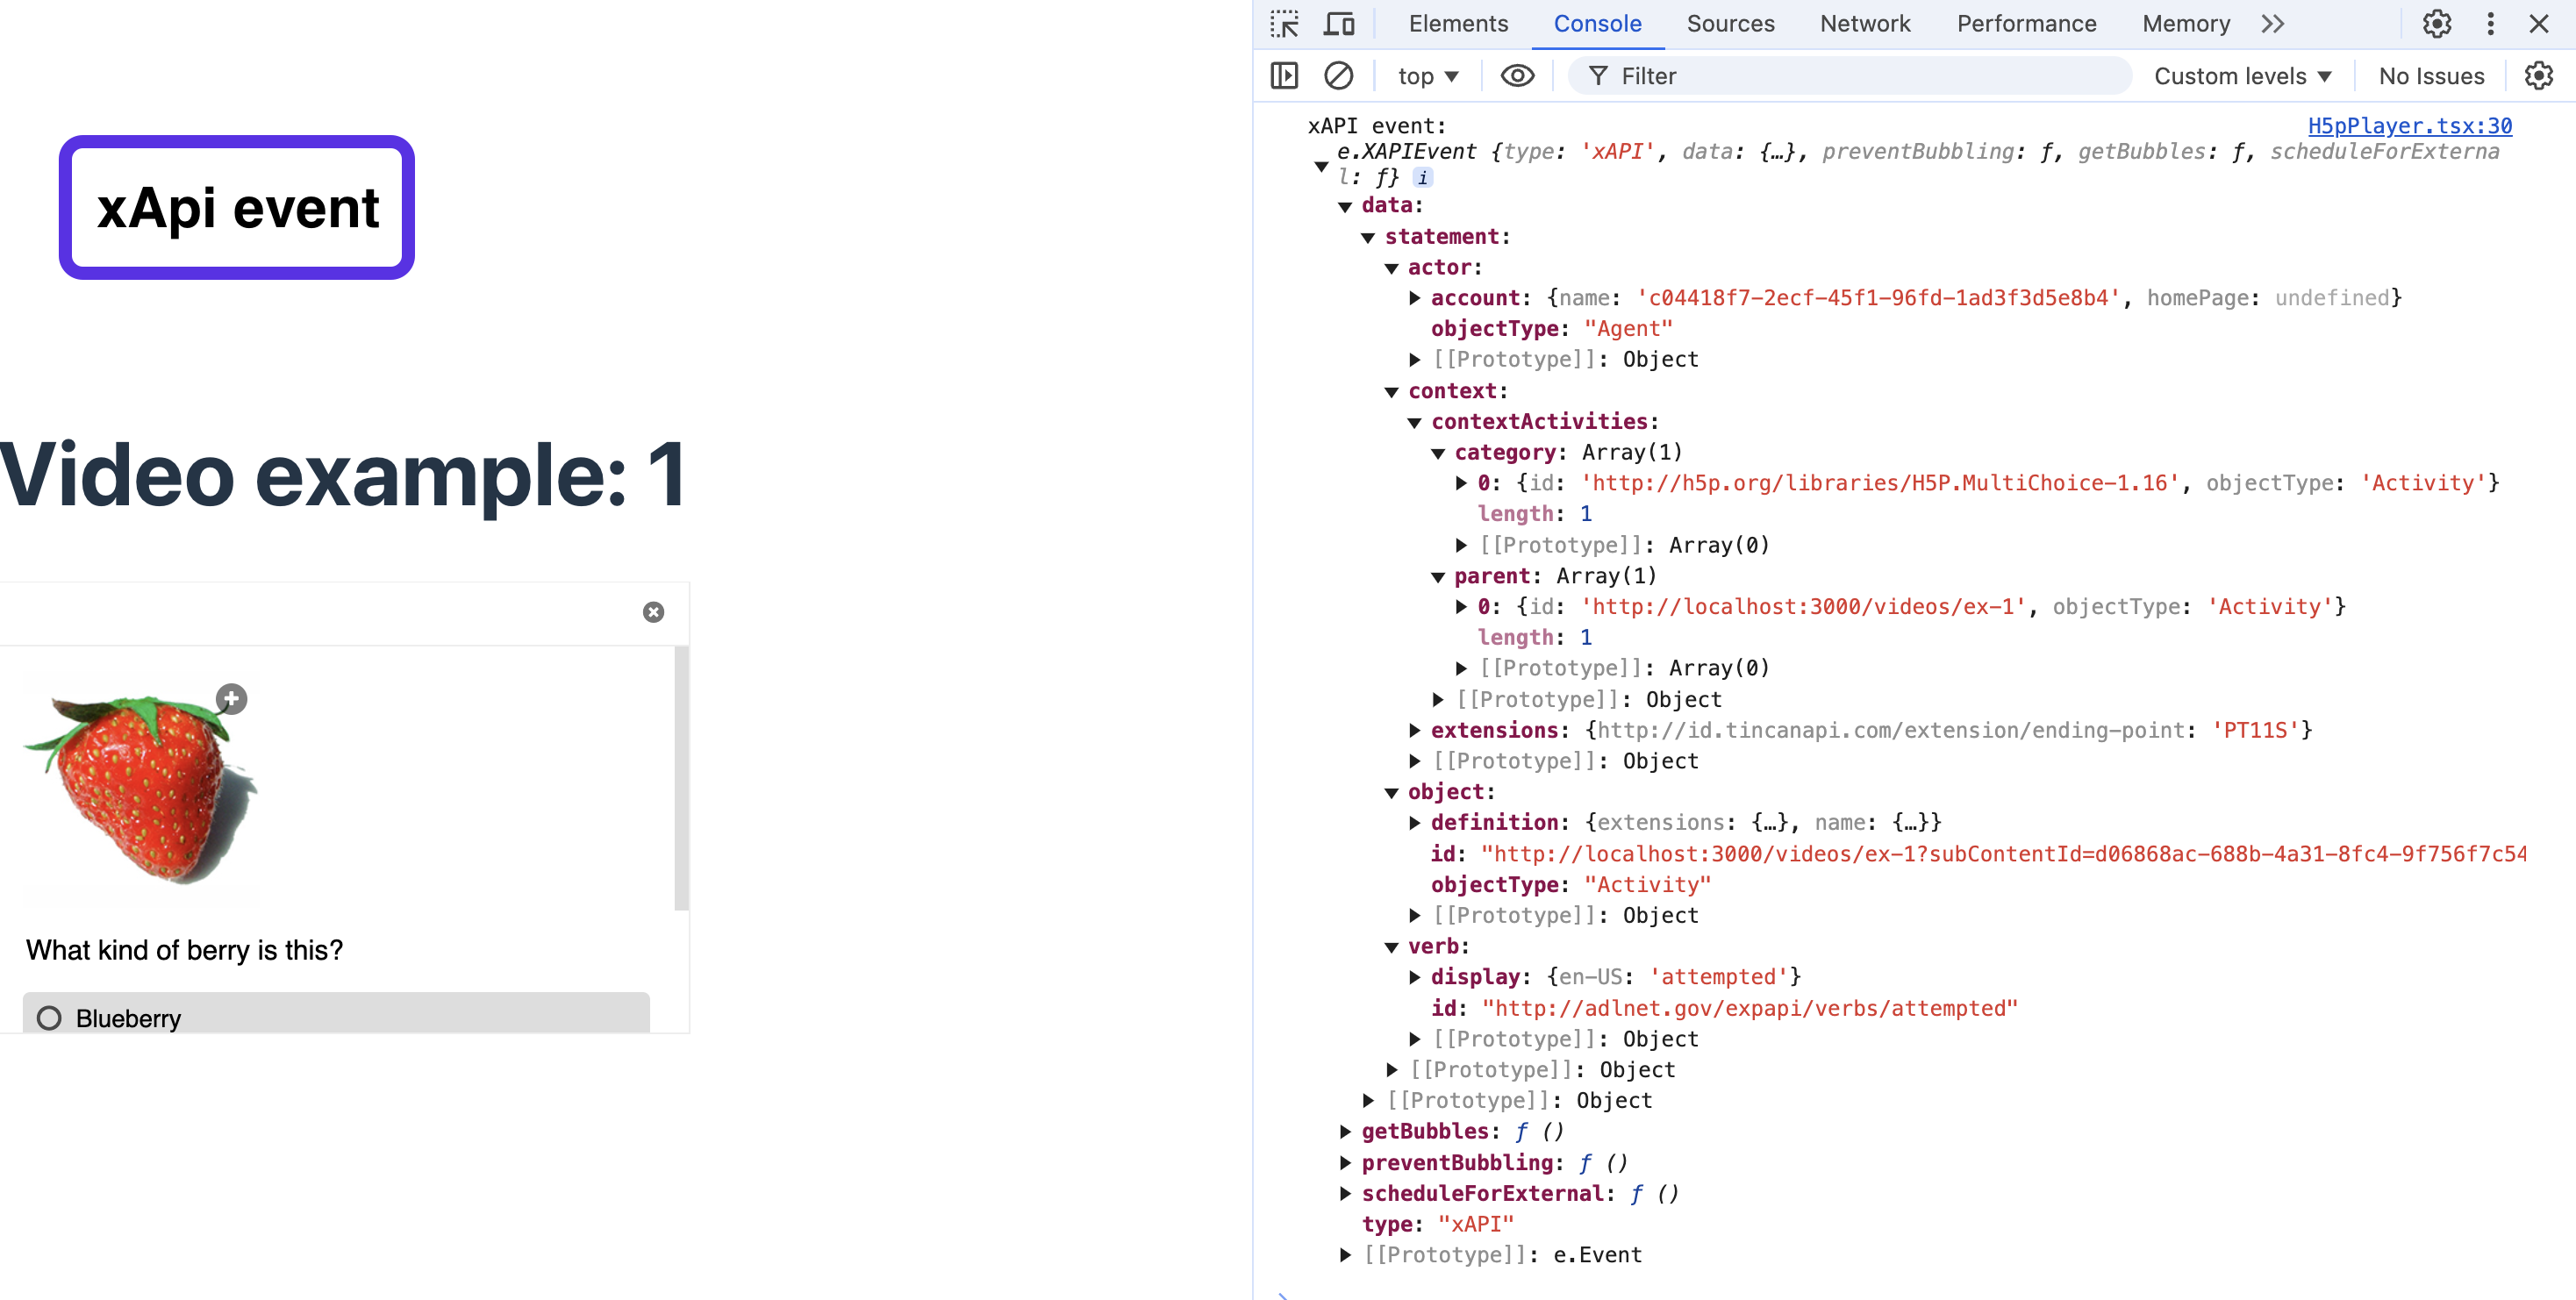 xApi event
Video example: 1
What kind of berry is this?
Blueberry
Elements Console Sources Network Performance Memory
top Filter Custom levels No Issues
xAPI event: H5pPlayer.tsx:30
e.XAPIEvent {type: 'xAPI', data: {…}, preventBubbling: ƒ, getBubbles: ƒ, scheduleForExterna
l: ƒ} i
data:
statement:
actor:
account: {name: 'c04418f7-2ecf-45f1-96fd-1ad3f3d5e8b4', homePage: undefined}
objectType: "Agent"
[[Prototype]]: Object
context:
contextActivities:
category: Array(1)
0: {id: 'http://h5p.org/libraries/H5P.MultiChoice-1.16', objectType: 'Activity'}
length: 1
[[Prototype]]: Array(0)
parent: Array(1)
0: {id: 'http://localhost:3000/videos/ex-1', objectType: 'Activity'}
length: 1
[[Prototype]]: Array(0)
[[Prototype]]: Object
extensions: {http://id.tincanapi.com/extension/ending-point: 'PT11S'}
[[Prototype]]: Object
object:
definition: {extensions: {…}, name: {…}}
id: "http://localhost:3000/videos/ex-1?subContentId=d06868ac-688b-4a31-8fc4-9f756f7c54
objectType: "Activity"
[[Prototype]]: Object
verb:
display: {en-US: 'attempted'}
id: "http://adlnet.gov/expapi/verbs/attempted"
[[Prototype]]: Object
[[Prototype]]: Object
[[Prototype]]: Object
getBubbles: ƒ ()
preventBubbling: ƒ ()
scheduleForExternal: ƒ ()
type: "xAPI"
[[Prototype]]: e.Event